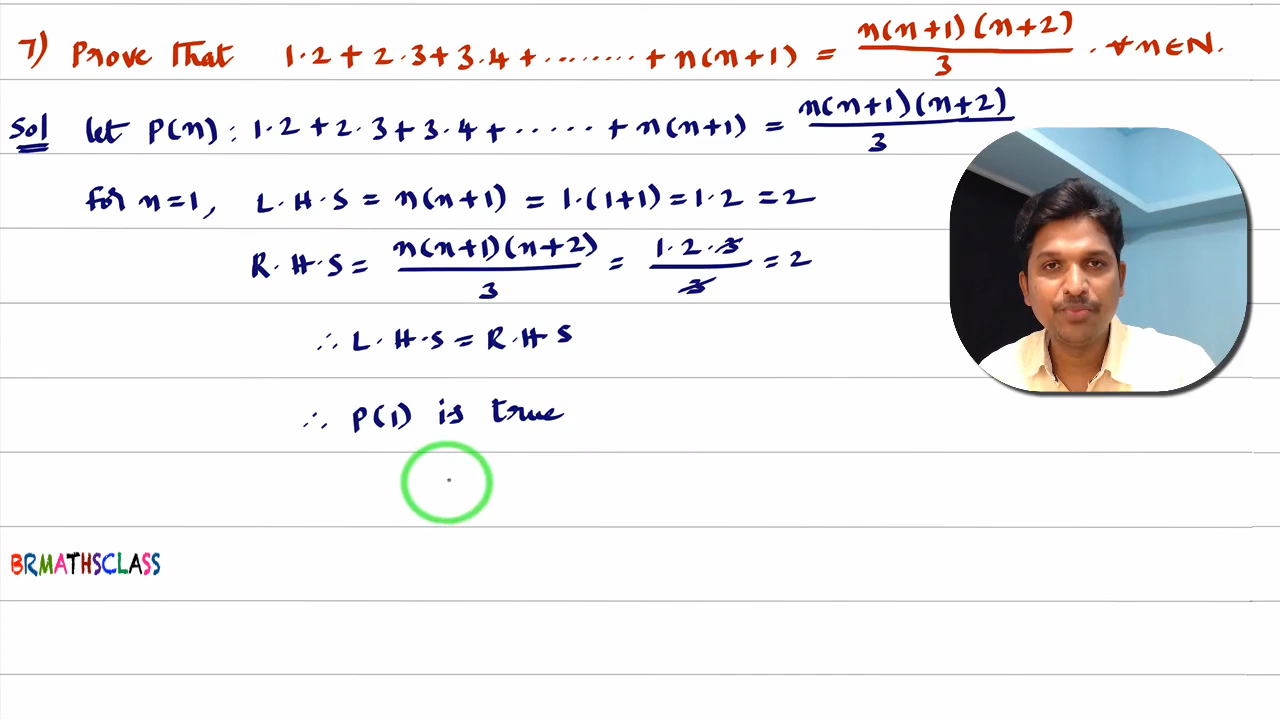 7) Prove that 1·2 + 2·3 + 3·4 + ........ + n(n+1) = n(n+1)(n+2)/3 . ∀ n∈N.
Sol let P(n) : 1·2 + 2·3 + 3·4 + ..... + n(n+1) = n(n+1)(n+2)/3
for n=1, L.H.S = n(n+1) = 1·(1+1) = 1·2 = 2
R.H.S = n(n+1)(n+2)/3 = 1·2·3/3 = 2
∴ L.H.S = R.H.S
∴ P(1) is true
BRMATHSCLASS